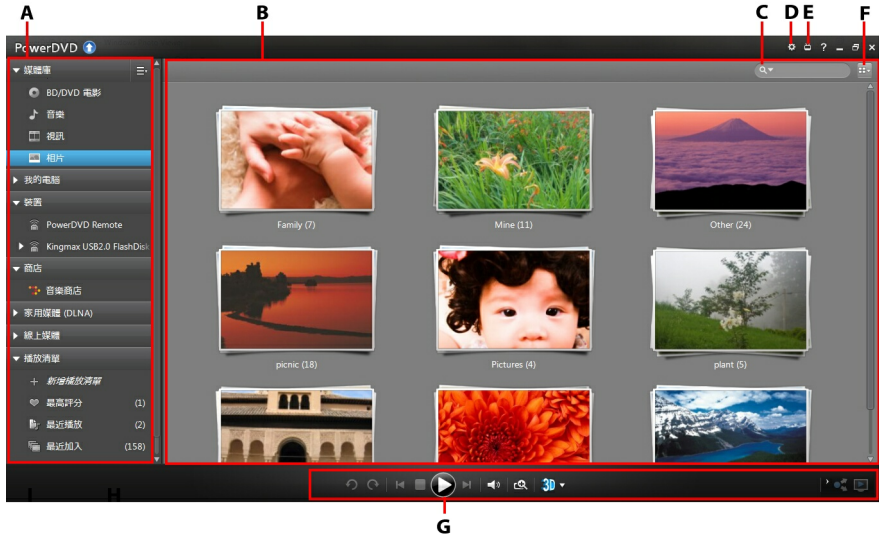 A
B
C
D
E
F
PowerDVD
?
媒體庫
BD/DVD 電影
音樂
視訊
相片
我的電腦
裝置
PowerDVD Remote
Kingmax USB2.0 FlashDisk
商店
音樂商店
家用媒體 (DLNA)
線上媒體
播放清單
新增播放清單
最高評分 (1)
最近播放 (2)
最近加入 (158)
Family (7)
Mine (11)
Other (24)
picnic (18)
Pictures (4)
plant (5)
3D
I
H
G